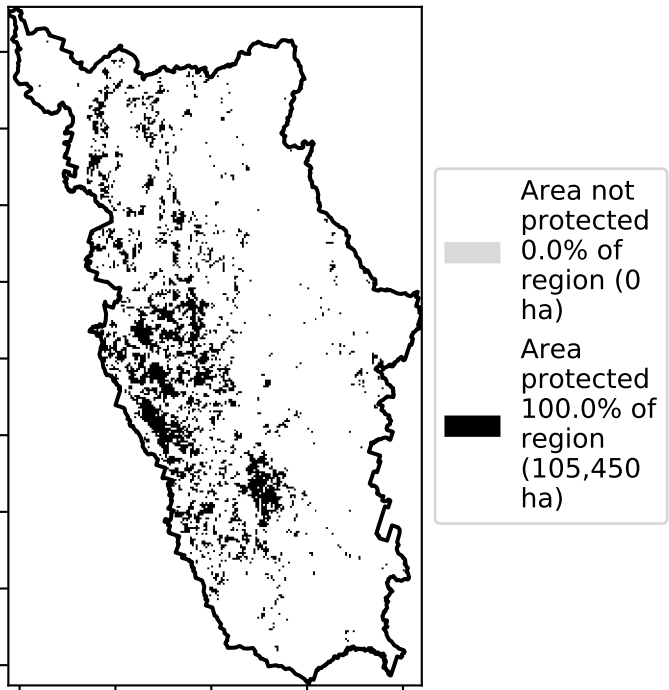 Area not
protected
0.0% of
region (0
ha)
Area
protected
100.0% of
region
(105,450
ha)